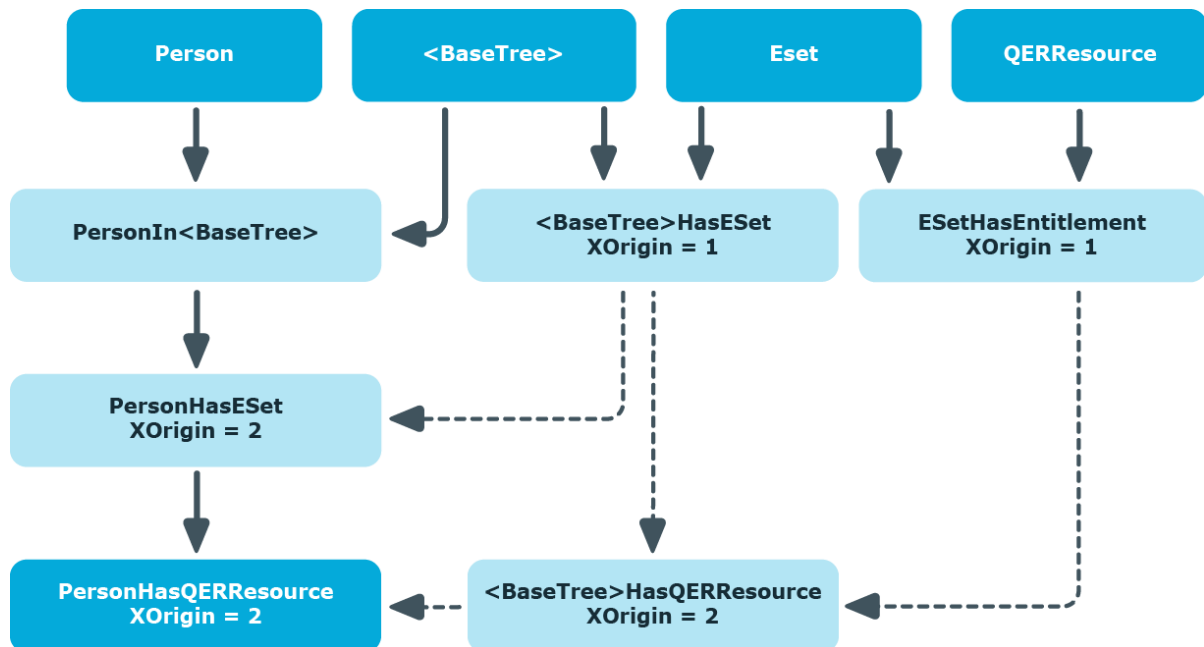 Person
<BaseTree>
Eset
QERResource
PersonIn<BaseTree>
<BaseTree>HasESet
XOrigin = 1
ESetHasEntitlement
XOrigin = 1
PersonHasESet
XOrigin = 2
PersonHasQERResource
XOrigin = 2
<BaseTree>HasQERResource
XOrigin = 2